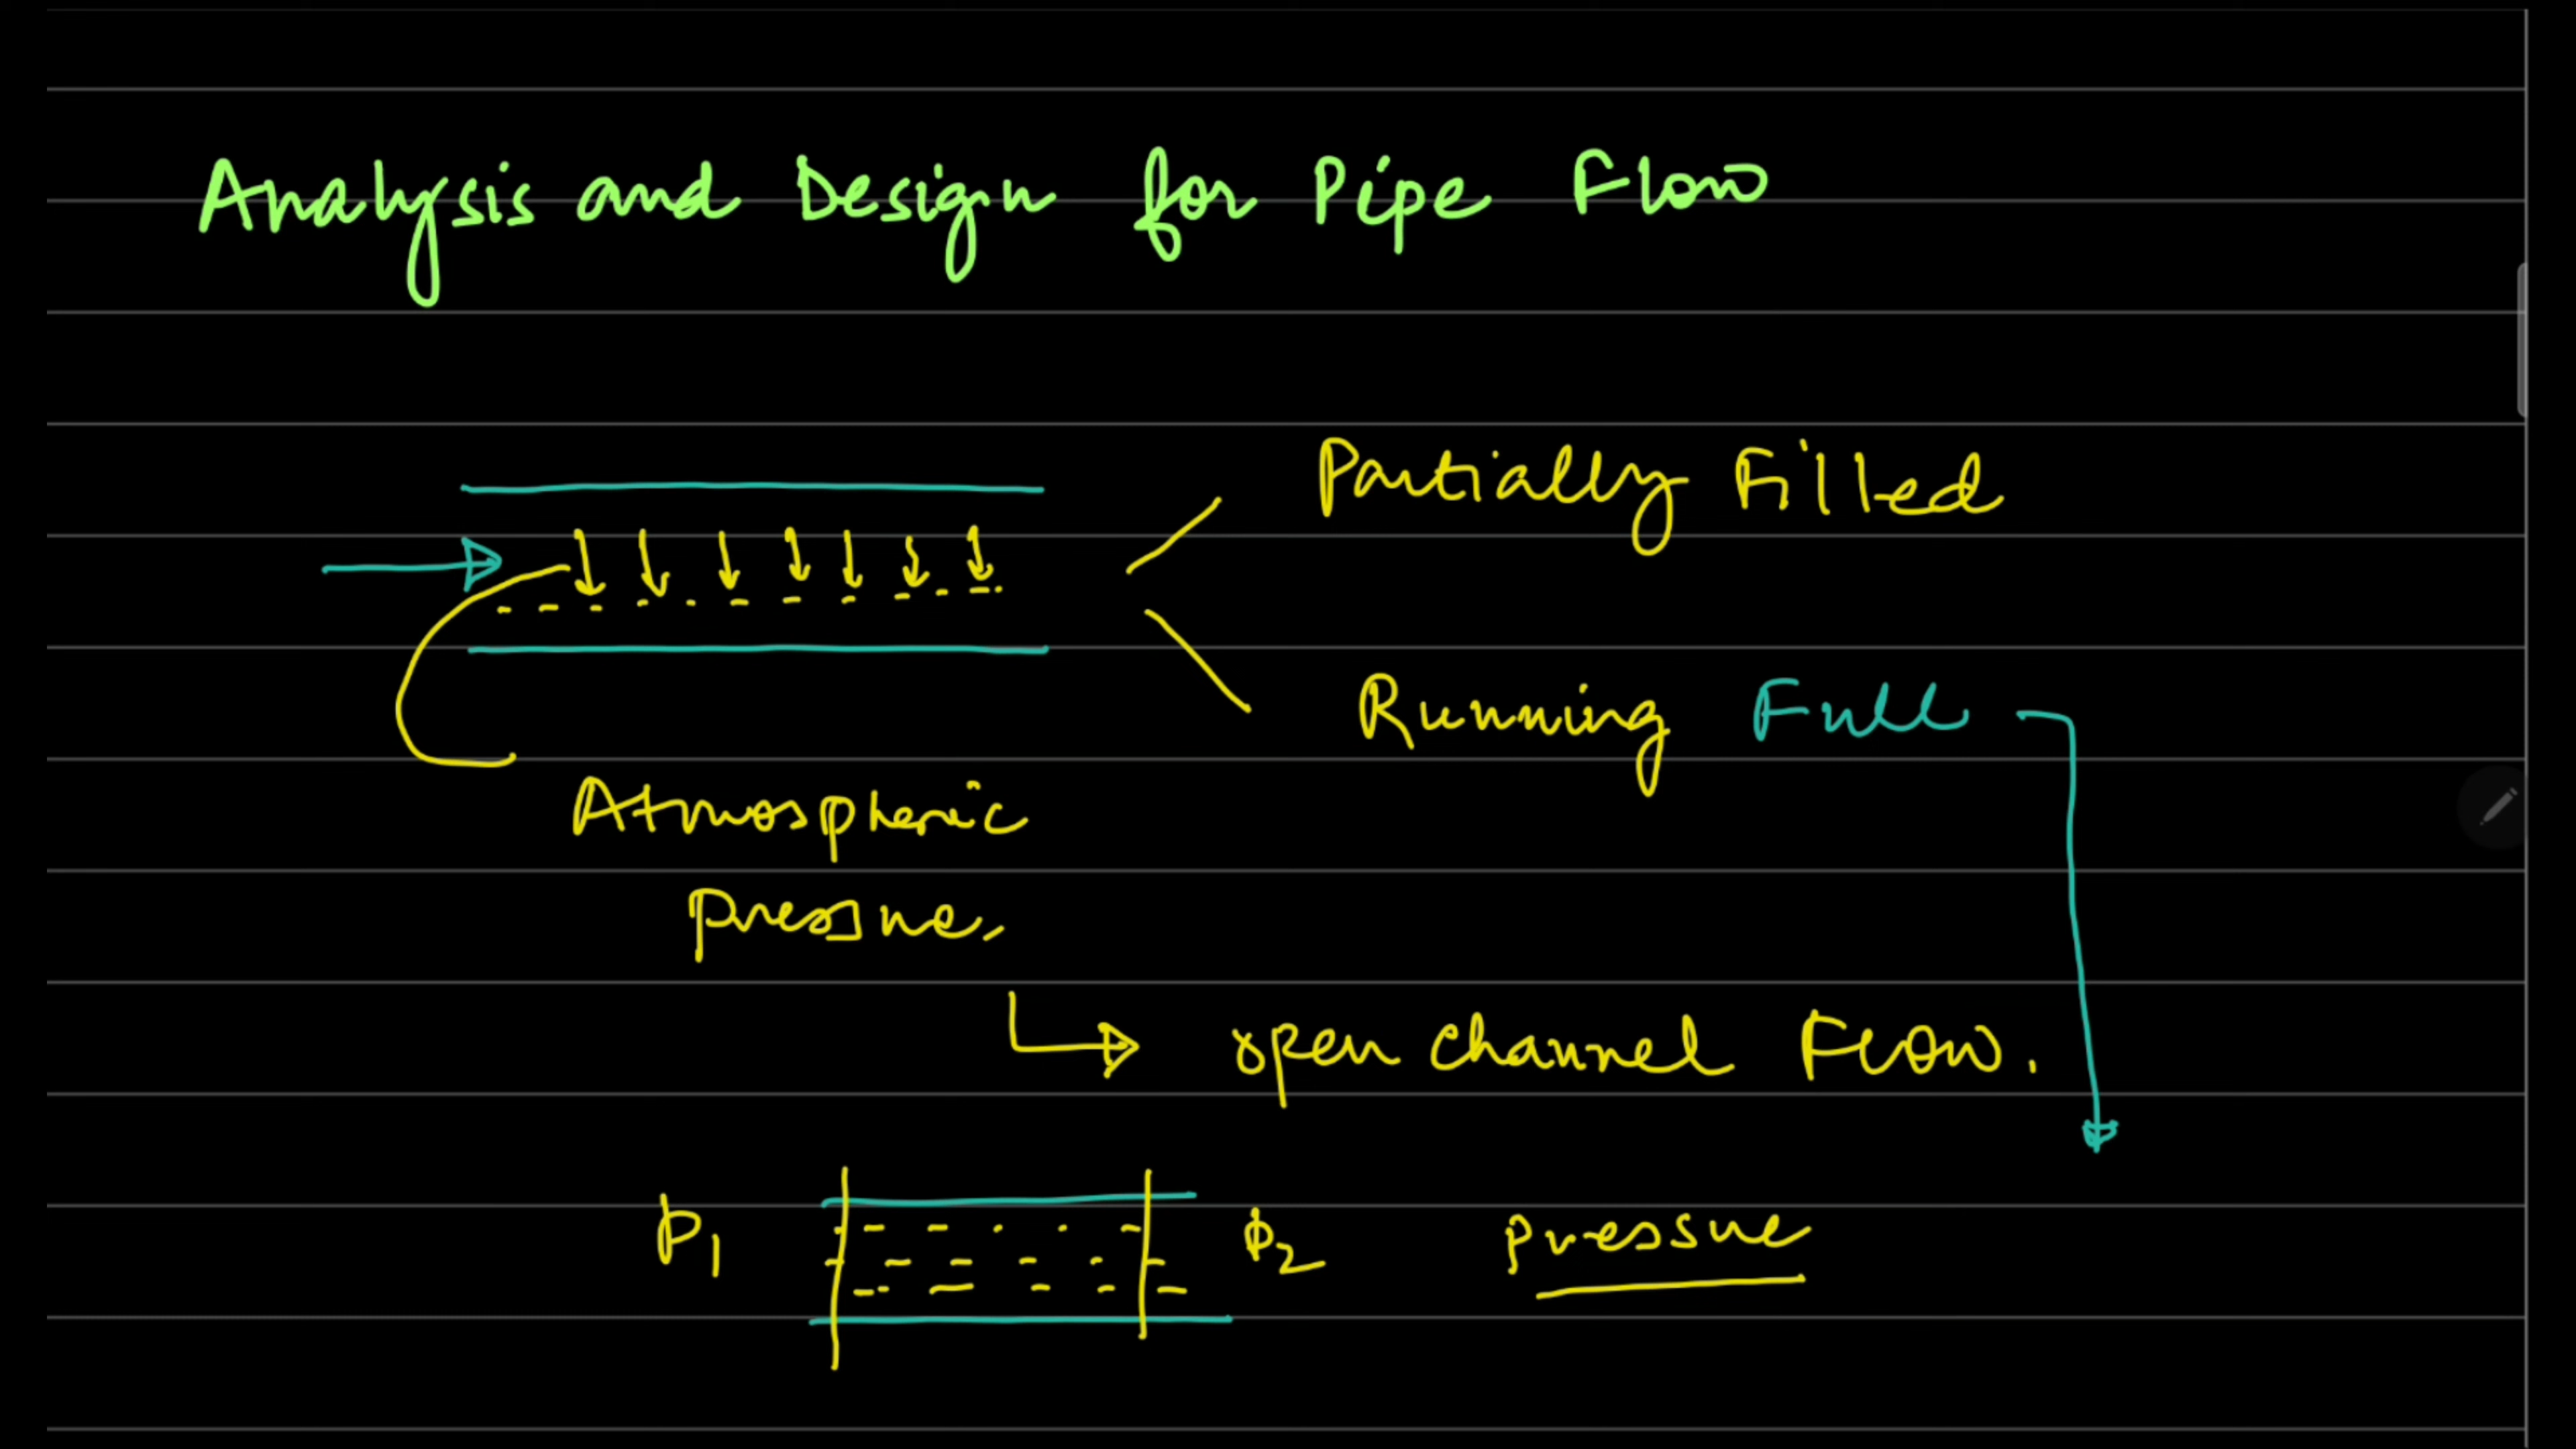 Analysis and Design for Pipe Flow
Partially Filled
Running Full
Atmospheric
pressure,
open channel Flow.
P1
P2
pressure